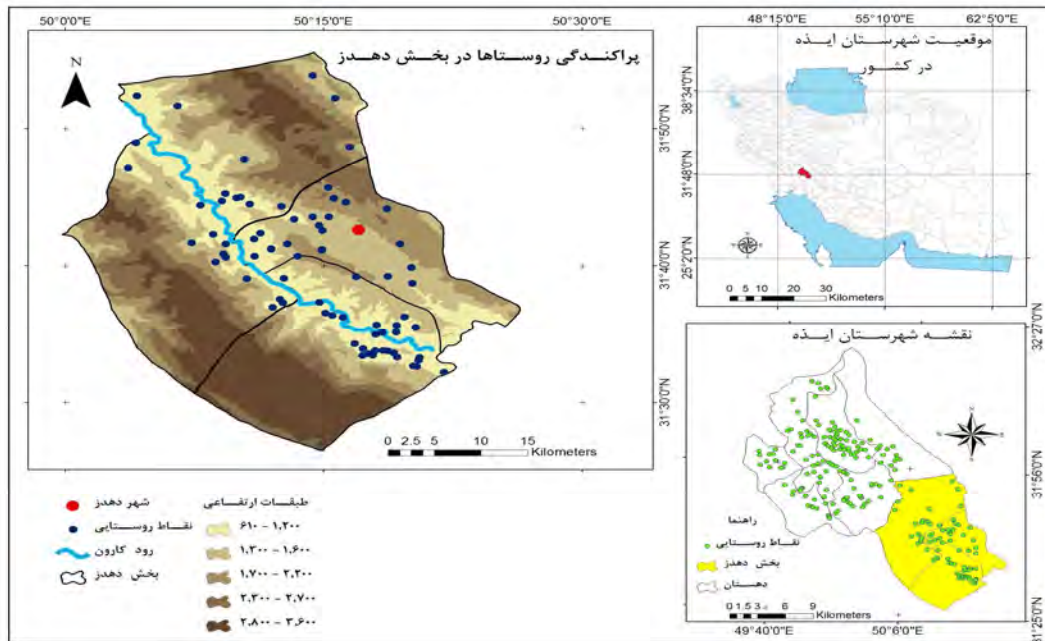 50°0'0"E
50°15'0"E
50°30'0"E
پراکندگی روستاها در بخش دهدز
N
31°50'0"N
31°40'0"N
31°30'0"N
0 2.5 5 10 15
Kilometers
شهر دهدز
نقاط روستایی
رود کارون
بخش دهدز
طبقات ارتفاعی
۶۱۰ - ۱,۲۰۰
۱,۳۰۰ - ۱,۶۰۰
۱,۷۰۰ - ۲,۲۰۰
۲,۳۰۰ - ۲,۷۰۰
۲,۸۰۰ - ۳,۶۰۰
48°15'0"E
55°10'0"E
62°5'0"E
موقعیت شهرستان ایذه
در کشور
38°34'0"N
31°48'0"N
25°2'0"N
0 5 10 20 30
Kilometers
نقشه شهرستان ایذه
32°27'0"N
31°56'0"N
31°25'0"N
راهنما
نقاط روستایی
بخش دهدز
دهستان
0 1.5 3 6 9
Kilometers
49°40'0"E
50°6'0"E